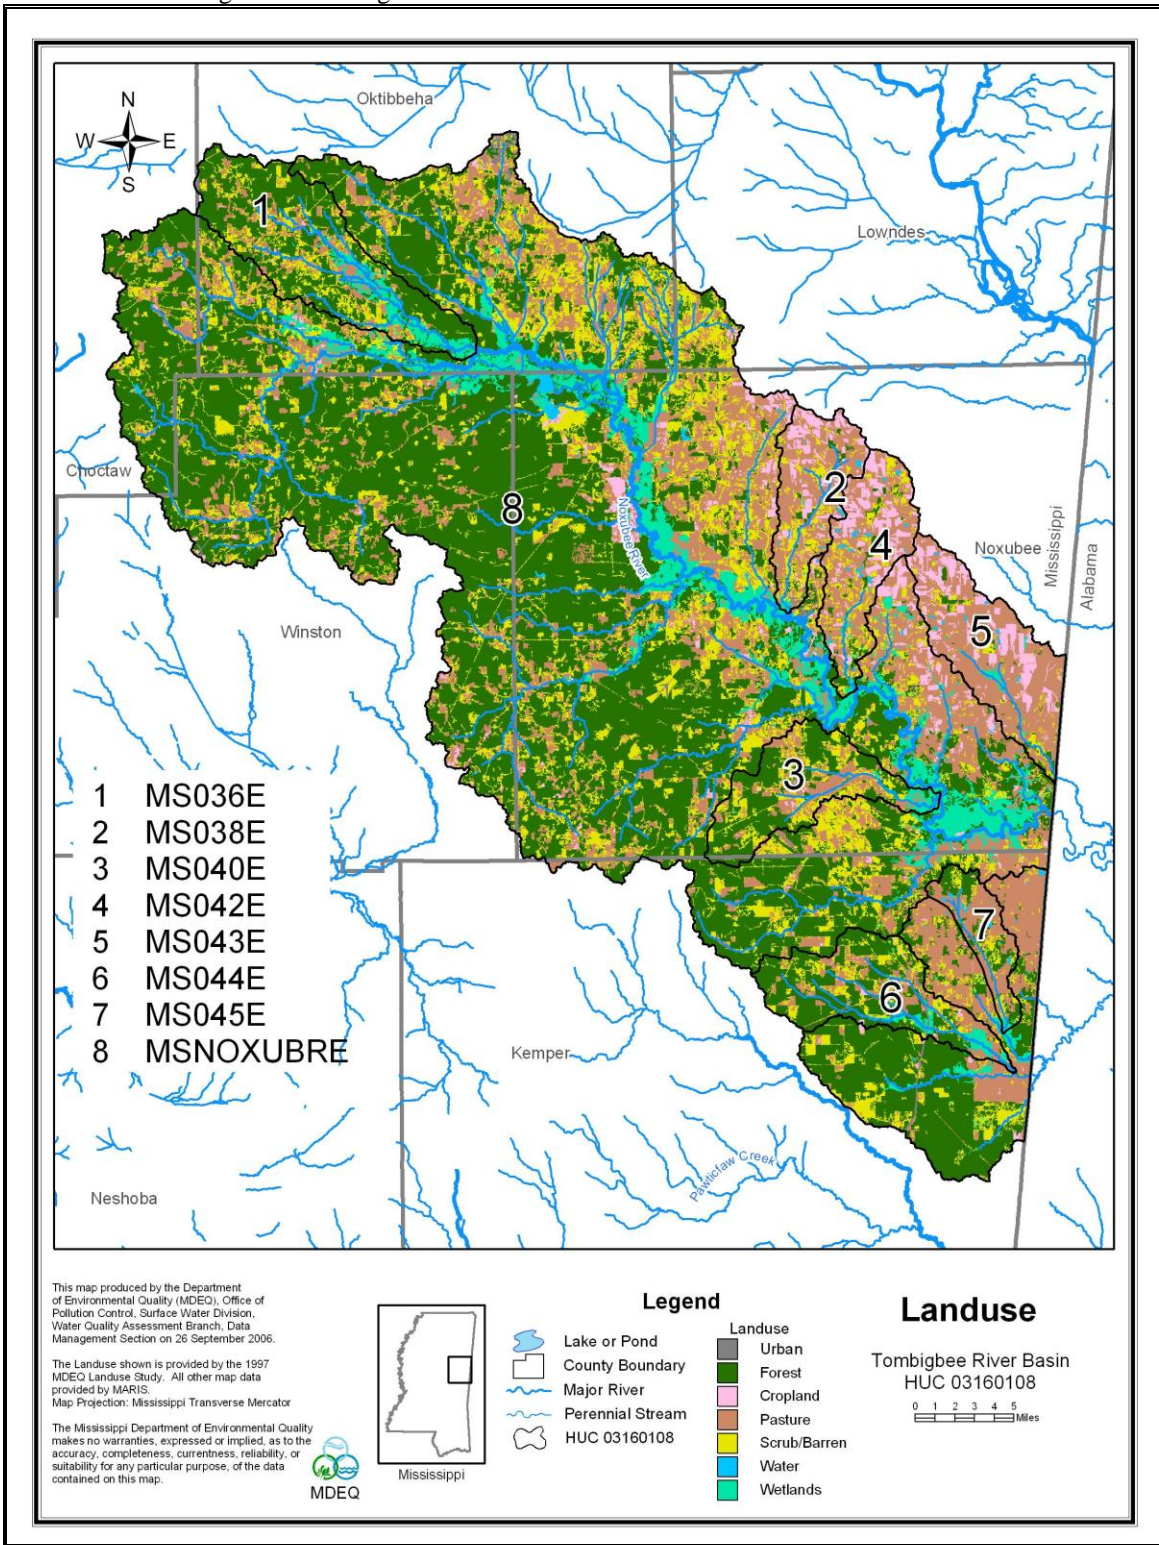 N
W E
S
Oktibbeha
1
Lowndes
Choctaw
8
Noxubee River
2
4
Noxubee
Mississippi
Alabama
5
Winston
3
1 MS036E
2 MS038E
3 MS040E
4 MS042E
5 MS043E
6 MS044E
7 MS045E
8 MSNOXUBRE
7
6
Kemper
Pawticfaw Creek
Neshoba
This map produced by the Department
of Environmental Quality (MDEQ), Office of
Pollution Control, Surface Water Division,
Water Quality Assessment Branch, Data
Management Section on 26 September 2006.
The Landuse shown is provided by the 1997
MDEQ Landuse Study. All other map data
provided by MARIS.
Map Projection: Mississippi Transverse Mercator
The Mississippi Department of Environmental Quality
makes no warranties, expressed or implied, as to the
accuracy, completeness, currentness, reliability, or
suitability for any particular purpose, of the data
contained on this map.
MDEQ
Mississippi
Legend
Lake or Pond
County Boundary
Major River
Perennial Stream
HUC 03160108
Landuse
Urban
Forest
Cropland
Pasture
Scrub/Barren
Water
Wetlands
Landuse
Tombigbee River Basin
HUC 03160108
0 1 2 3 4 5
Miles